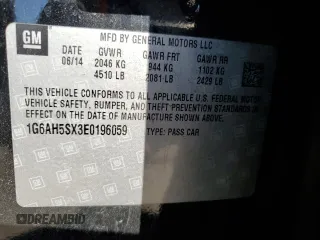 GM
MFD BY GENERAL MOTORS LLC
06/14 GVWR GAWR FRT GAWR RR
2046 KG 944 KG 1102 KG
4510 LB 2081 LB 2429 LB
THIS VEHICLE CONFORMS TO ALL APPLICABLE U.S. FEDERAL MOTOR VEHICLE
SAFETY, BUMPER, AND THEFT PREVENTION STANDARDS IN
EFFECT ON THE DATE OF MANUFACTURE SHOWN ABOVE.
1G6AH5SX3E0196059 TYPE: PASS CAR
DREAMBID